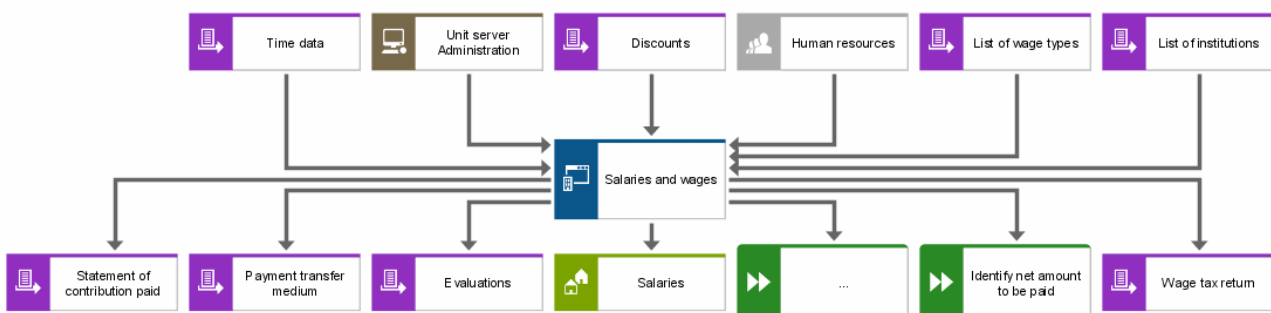 Time data
Unit server
Administration
Discounts
Human resources
List of wage types
List of institutions
Salaries and wages
Statement of
contribution paid
Payment transfer
medium
Evaluations
Salaries
...
Identify net amount
to be paid
Wage tax return